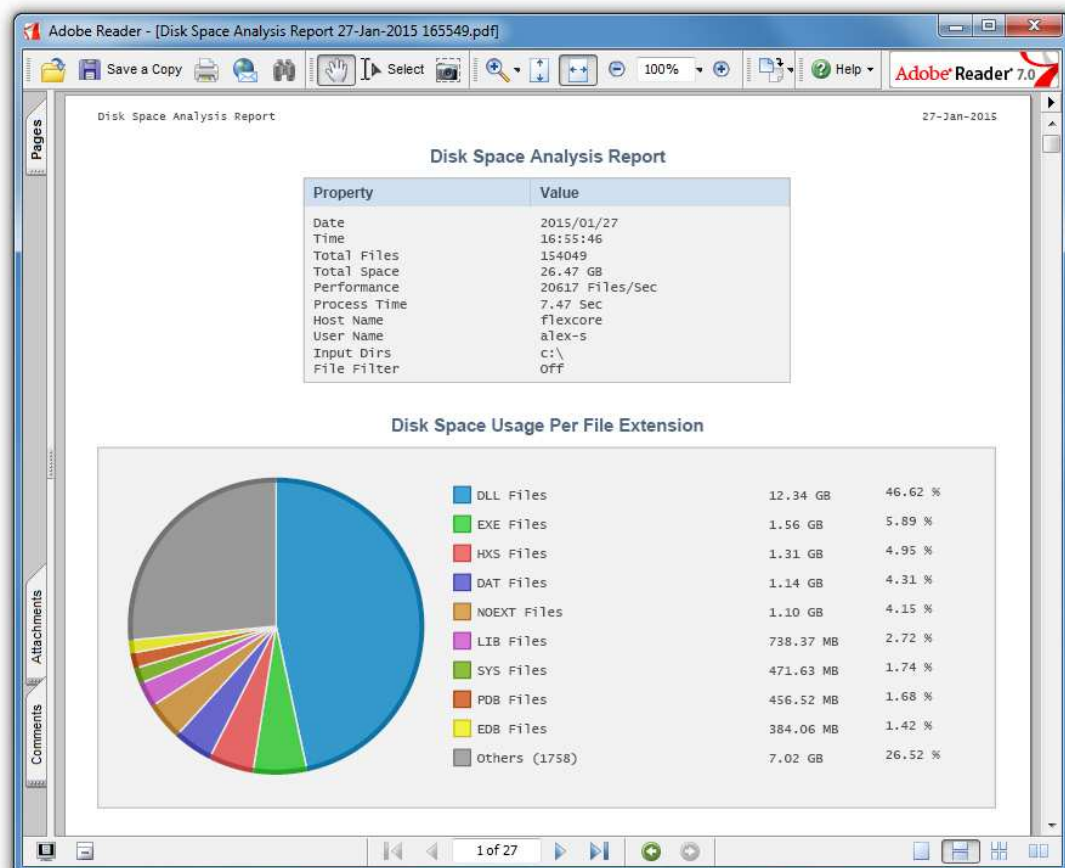 Adobe Reader - [Disk Space Analysis Report 27-Jan-2015 165549.pdf]
Save a Copy Select 100% Help Adobe Reader 7.0
Pages
Attachments
Comments
Disk Space Analysis Report 27-Jan-2015
Disk Space Analysis Report
Property Value
Date 2015/01/27
Time 16:55:46
Total Files 154049
Total Space 26.47 GB
Performance 20617 Files/Sec
Process Time 7.47 Sec
Host Name flexcore
User Name alex-s
Input Dirs c:\
File Filter Off
Disk Space Usage Per File Extension
DLL Files 12.34 GB 46.62 %
EXE Files 1.56 GB 5.89 %
HXS Files 1.31 GB 4.95 %
DAT Files 1.14 GB 4.31 %
NOEXT Files 1.10 GB 4.15 %
LIB Files 738.37 MB 2.72 %
SYS Files 471.63 MB 1.74 %
PDB Files 456.52 MB 1.68 %
EDB Files 384.06 MB 1.42 %
Others (1758) 7.02 GB 26.52 %
1 of 27